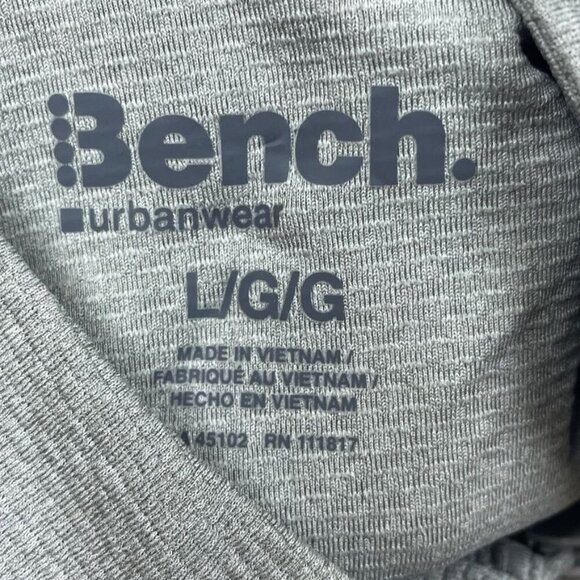 Bench.
urbanwear
L/G/G
MADE IN VIETNAM /
FABRIQUÉ AU VIETNAM /
HECHO EN VIETNAM
45102 RN 111817